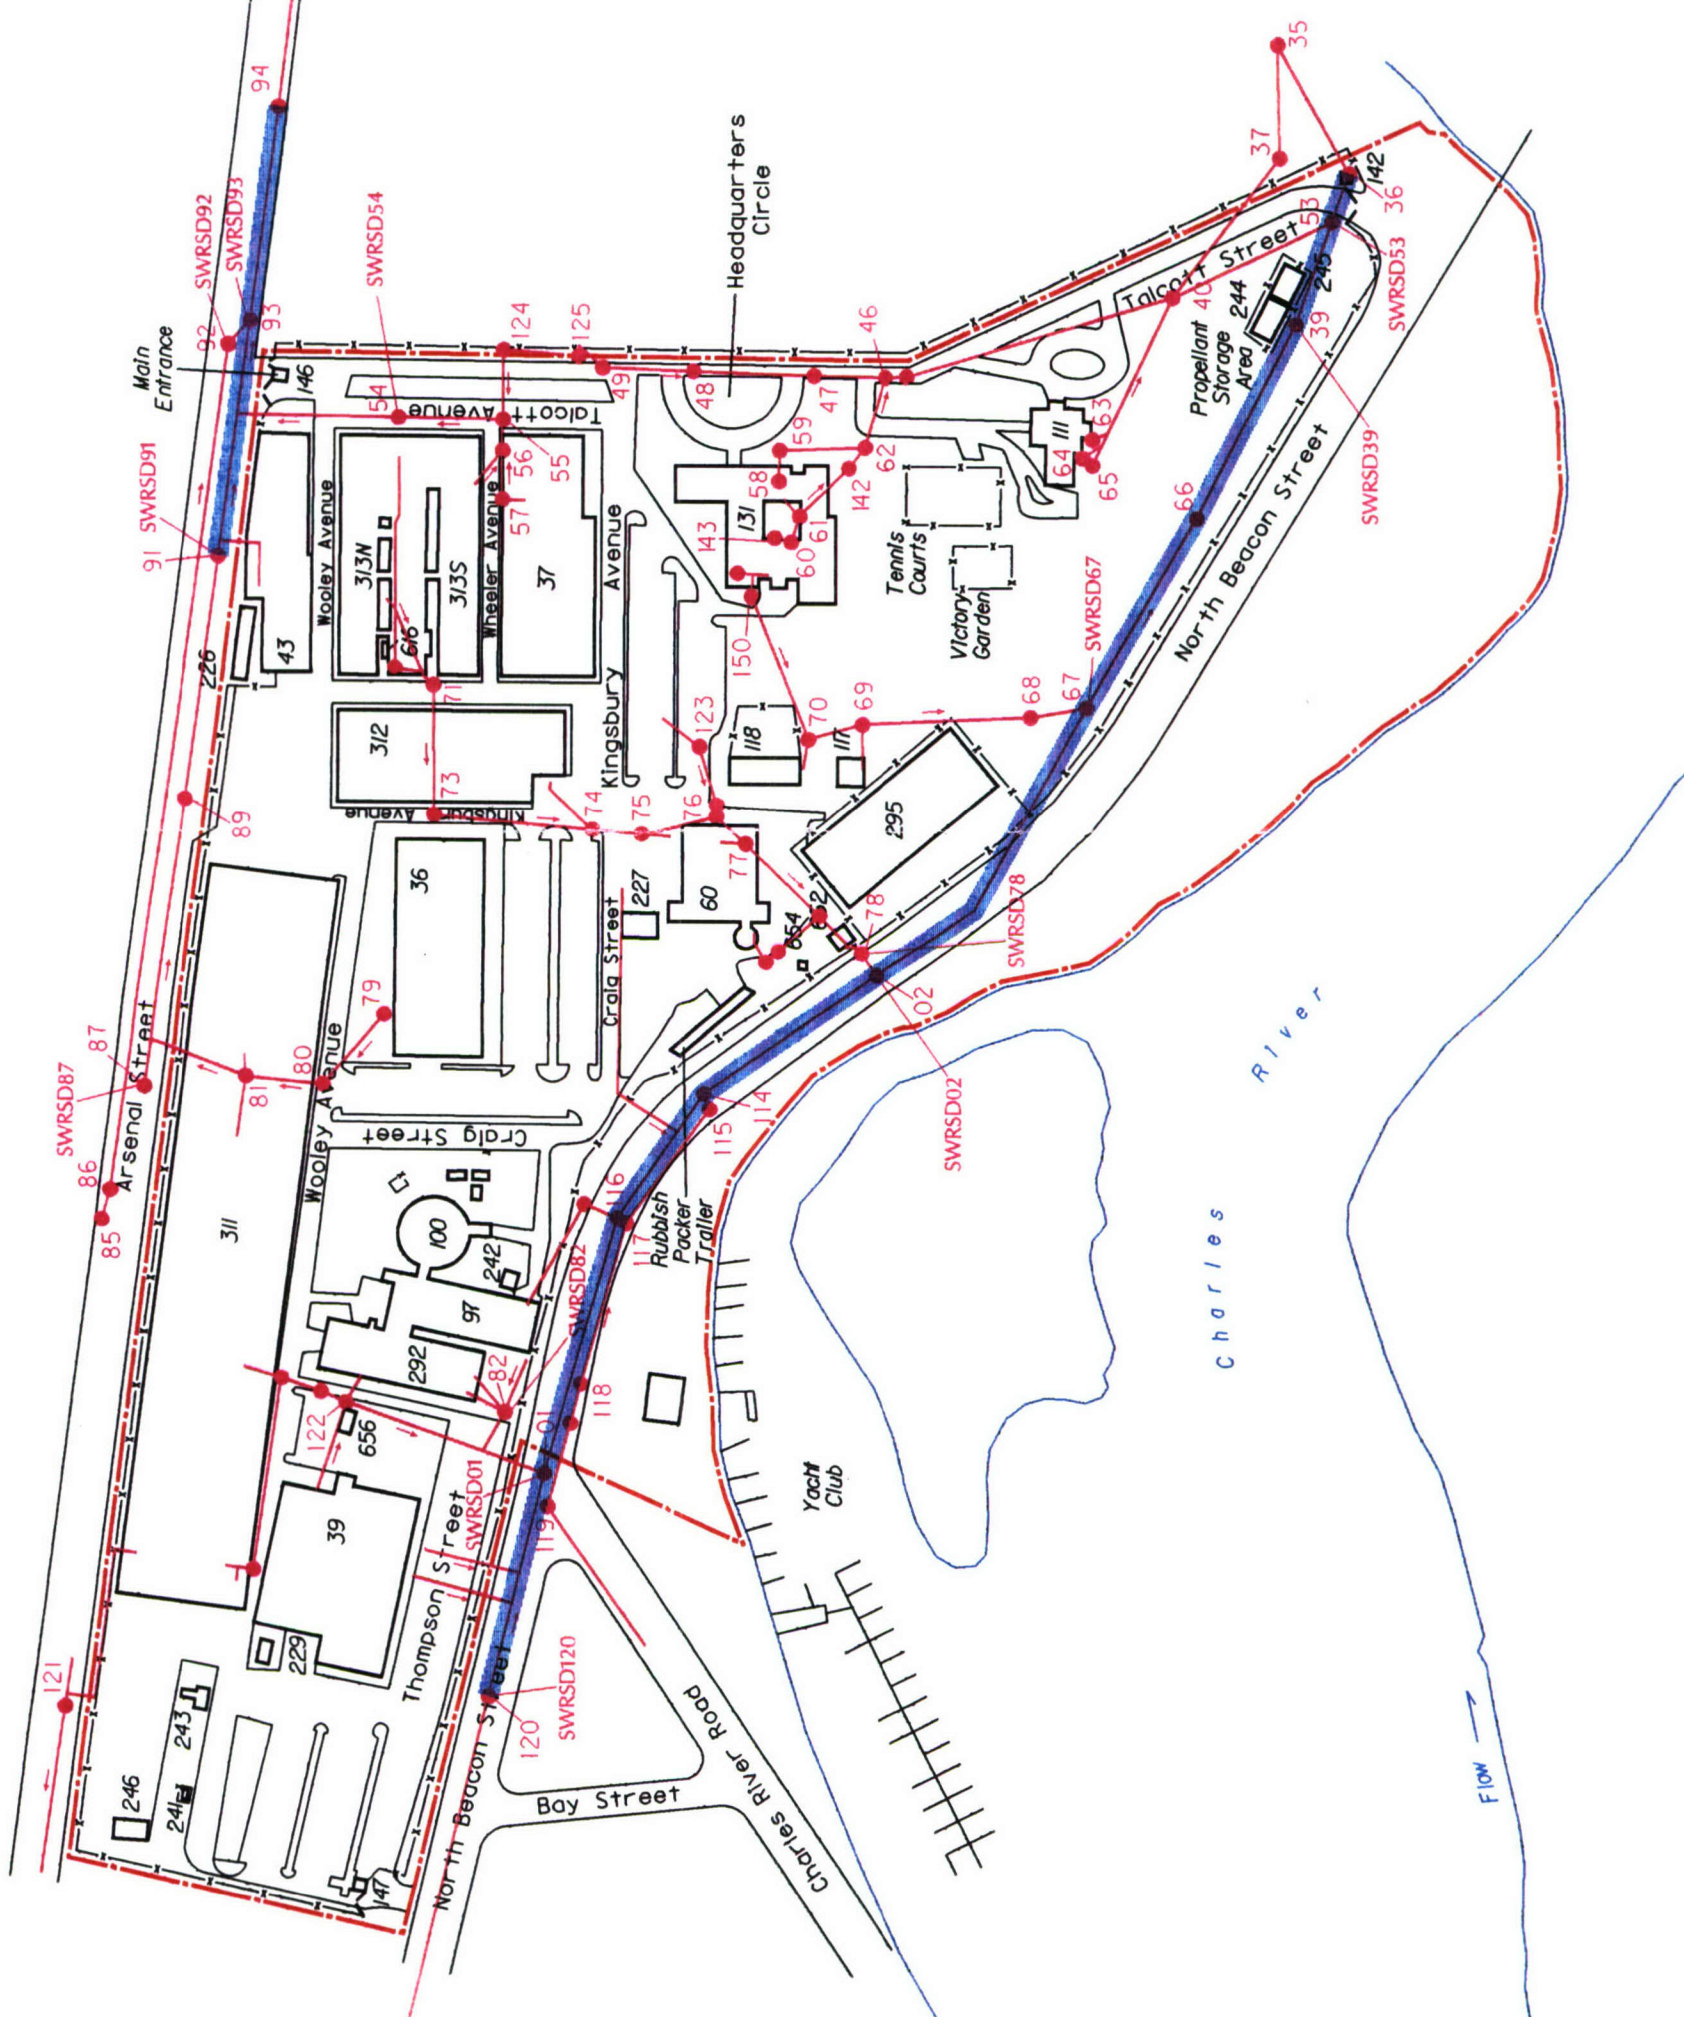 94
SWRSD92
SWRSD93
92
93
Main
Entrance
146
SWRSD54
54
SWRSD91
91
124
125
49
48
47
46
Headquarters
Circle
35
37
142
36
53
SWRSD53
Talcott Street
40
244
245
39
Propellant
Storage
Area
SWRSD39
Talcott Avenue
55
56
57
Wooley Avenue
313N
313S
616
Wheeler Avenue
37
43
226
Kingsbury Avenue
59
58
131
143
60
61
142
62
111
63
64
65
Tennis
Courts
Victory
Garden
66
North Beacon Street
SWRSD67
67
68
69
70
150
118
117
123
71
312
73
Kingsbury Avenue
74
75
76
77
89
295
36
227
60
654
652
78
SWRSD78
02
SWRSD02
Craig Street
79
80
81
Arsenal Street
87
SWRSD87
86
85
311
Wooley Avenue
Craig Street
114
115
116
117
Rubbish
Packer
Trailer
100
242
97
292
SWRSD82
82
118
01
SWRSD01
122
656
119
39
229
Thompson Street
121
243
241
246
147
120
SWRSD120
North Beacon Street
Bay Street
Charles River Road
Yacht
Club
Charles River
Flow